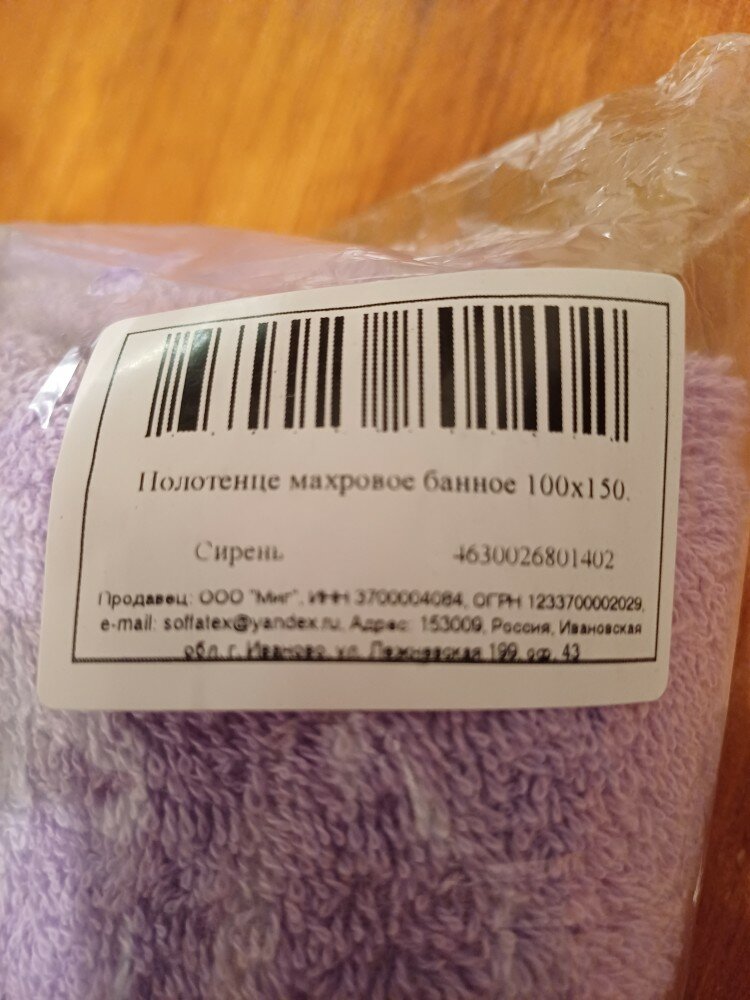 Полотенце махровое банное 100х150.
Сирень 4630026801402
Продавец: ООО "Миг", ИНН 3700004084, ОГРН 1233700002029,
e-mail: soffatex@yandex.ru, Адрес: 153009, Россия, Ивановская
обл, г. Иваново, ул. Лежневская 199, оф. 43